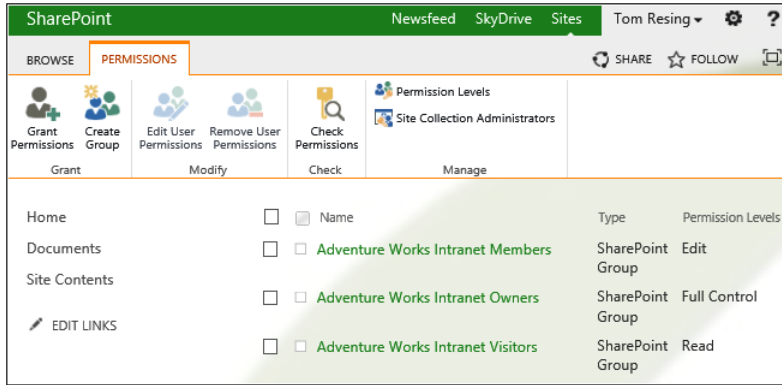 SharePoint Newsfeed SkyDrive Sites Tom Resing ?
BROWSE PERMISSIONS SHARE FOLLOW
Grant Permissions Create Group Edit User Permissions Remove User Permissions Check Permissions Permission Levels
Site Collection Administrators
Grant Modify Check Manage
Home Name Type Permission Levels
Documents Adventure Works Intranet Members SharePoint Group Edit
Site Contents
Adventure Works Intranet Owners SharePoint Group Full Control
EDIT LINKS
Adventure Works Intranet Visitors SharePoint Group Read